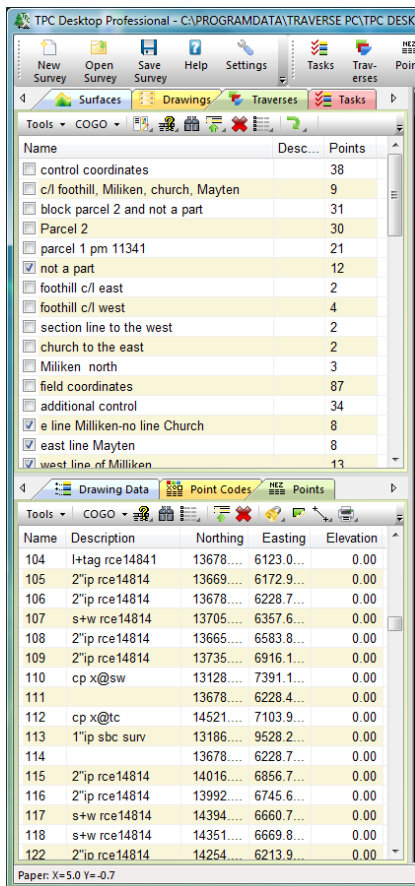 TPC Desktop Professional - C:\PROGRAMDATA\TRAVERSE PC\TPC DESK
New Survey Open Survey Save Survey Help Settings Tasks Trav-erses Poin
NEZ
Surfaces Drawings Traverses Tasks
Tools COGO
Name Desc... Points
control coordinates 38
c/l foothill, Miliken, church, Mayten 9
block parcel 2 and not a part 31
Parcel 2 30
parcel 1 pm 11341 21
not a part 12
foothill c/l east 2
foothill c/l west 4
section line to the west 2
church to the east 2
Miliken north 3
field coordinates 87
additional control 34
e line Milliken-no line Church 8
east line Mayten 8
west line of Milliken 13
Drawing Data Point Codes NEZ Points
Tools COGO
Name Description Northing Easting Elevation
104 l+tag rce14841 13678.... 6123.0... 0.00
105 2"ip rce14814 13669.... 6172.9... 0.00
106 2"ip rce14814 13678.... 6228.7... 0.00
107 s+w rce14814 13705.... 6357.6... 0.00
108 2"ip rce14814 13665.... 6583.8... 0.00
109 2"ip rce14814 13735.... 6916.1... 0.00
110 cp x@sw 13128.... 7391.1... 0.00
111 13678.... 6228.4... 0.00
112 cp x@tc 14521.... 7103.9... 0.00
113 1"ip sbc surv 13186.... 9528.2... 0.00
114 13678.... 6228.7... 0.00
115 2"ip rce14814 14016.... 6856.7... 0.00
116 2"ip rce14814 13992.... 6745.6... 0.00
117 s+w rce14814 14394.... 6660.7... 0.00
118 s+w rce14814 14351.... 6669.8... 0.00
122 2"ip rce14814 14254.... 6213.9... 0.00
Paper: X=5.0 Y=-0.7